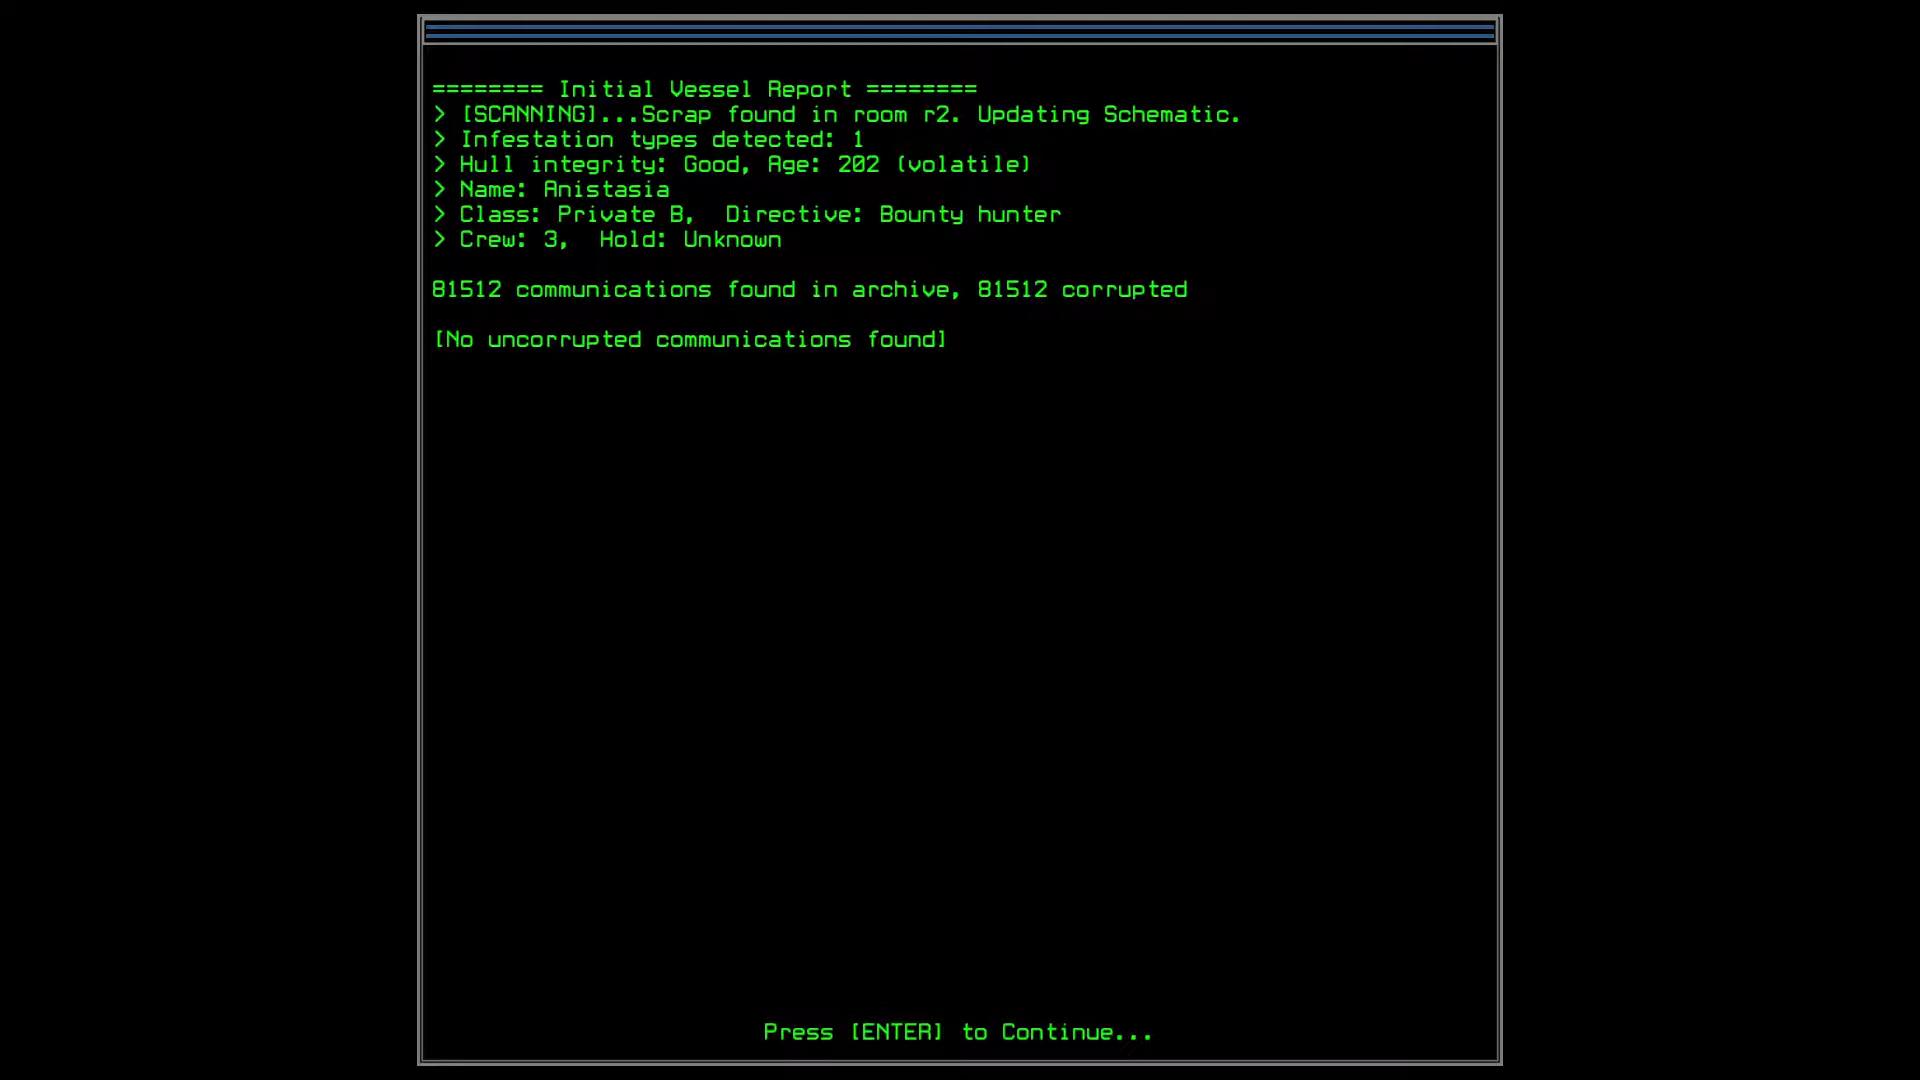 ======== Initial Vessel Report ========
> [SCANNING]...Scrap found in room r2. Updating Schematic.
> Infestation types detected: 1
> Hull integrity: Good, Age: 202 (volatile)
> Name: Anistasia
> Class: Private B,  Directive: Bounty hunter
> Crew: 3,  Hold: Unknown
81512 communications found in archive, 81512 corrupted
[No uncorrupted communications found]
Press [ENTER] to Continue...